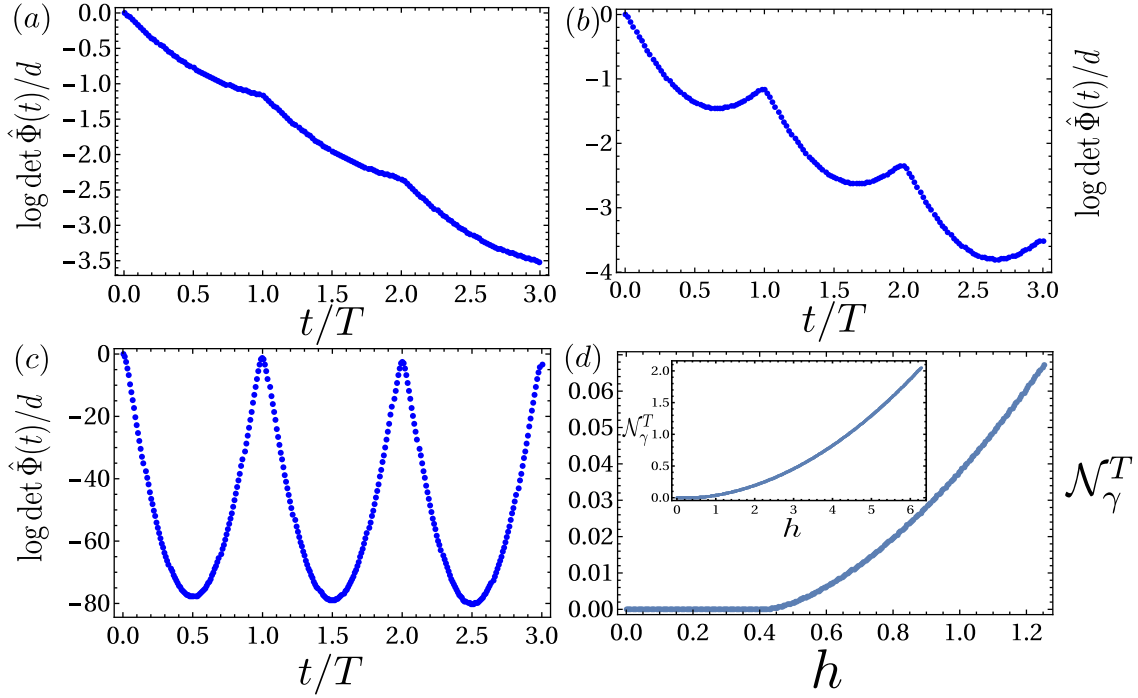 (a)
log det Φ̂(t)/d
0.0
−0.5
−1.0
−1.5
−2.0
−2.5
−3.0
−3.5
0.0 0.5 1.0 1.5 2.0 2.5 3.0
t/T
(b)
log det Φ̂(t)/d
0
−1
−2
−3
−4
0.0 0.5 1.0 1.5 2.0 2.5 3.0
t/T
(c)
log det Φ̂(t)/d
0
−20
−40
−60
−80
0.0 0.5 1.0 1.5 2.0 2.5 3.0
t/T
(d)
0.06
0.05
0.04
0.03
0.02
0.01
0.00
0.0 0.2 0.4 0.6 0.8 1.0 1.2
h
𝒩_γ^T
2.0
1.5
1.0
0.5
0.0
𝒩_γ^T
0 1 2 3 4 5 6
h